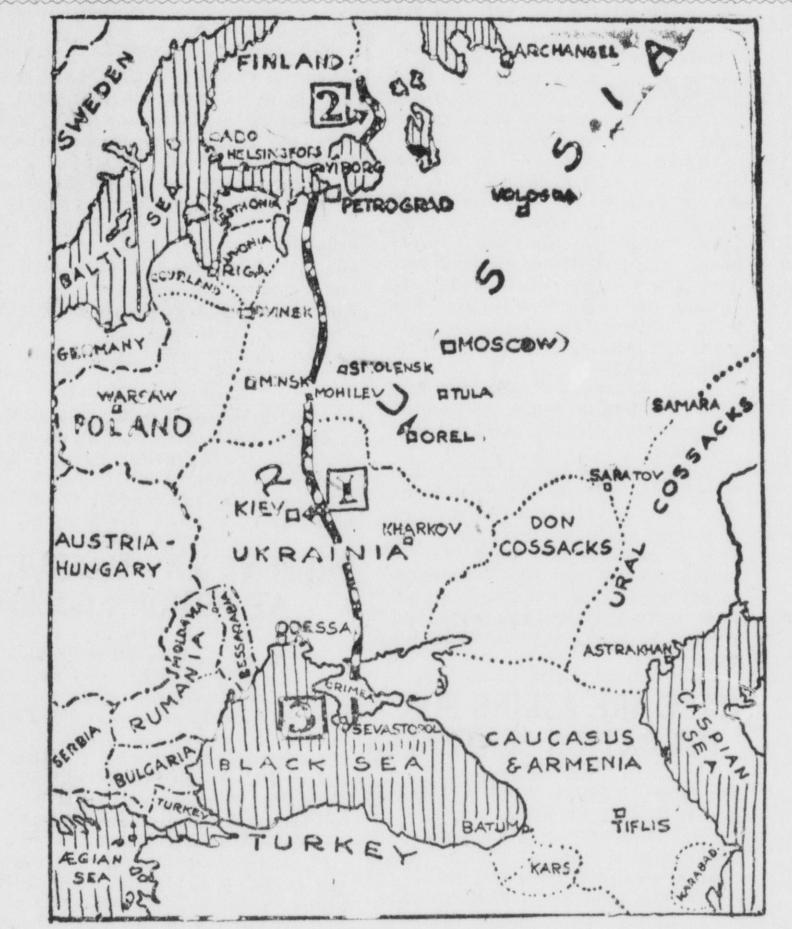 SWEDEN
FINLAND
ARCHANGEL
2
HELSINGFORS
VIBORG
PETROGRAD
VOLOGDA
BALTIC SEA
RIGA
COURLAND
DVINSK
GERMANY
MOSCOW)
SMOLENSK
MINSK
MOHILEV
TULA
WARSAW
POLAND
OREL
SAMARA
RUSSIA
SARATOV
URAL COSSACKS
1
KIEV
KHARKOV
DON
COSSACKS
UKRAINIA
AUSTRIA-
HUNGARY
ODESSA
MOLDAVIA
BESSARABIA
RUMANIA
CRIMEA
ASTRAKHAN
3
SEVASTOPOL
SERBIA
BULGARIA
BLACK SEA
CAUCASUS
& ARMENIA
CASPIAN
SEA
TURKEY
TURKEY
BATUM
TIFLIS
ÆGIAN
SEA
KARS
KARABAD